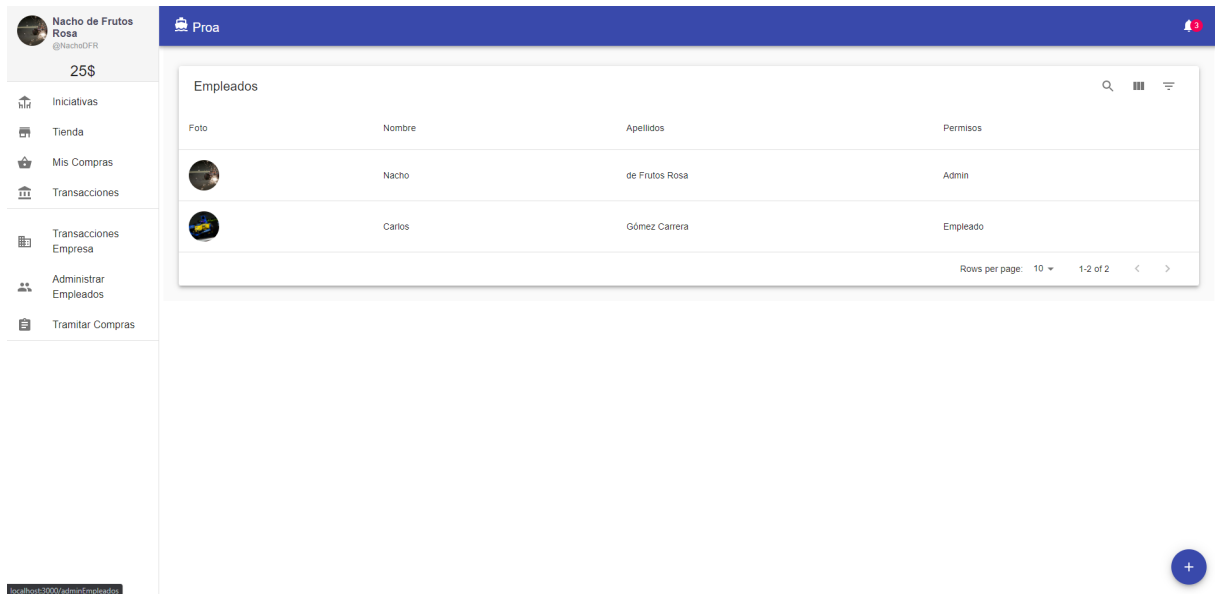 Nacho de Frutos
Rosa
@NachoDFR
25$
Iniciativas
Tienda
Mis Compras
Transacciones
Transacciones
Empresa
Administrar
Empleados
Tramitar Compras
Proa
3
Empleados
Foto Nombre Apellidos Permisos
Nacho de Frutos Rosa Admin
Carlos Gómez Carrera Empleado
Rows per page: 10 1-2 of 2
+
localhost:3000/adminEmpleados